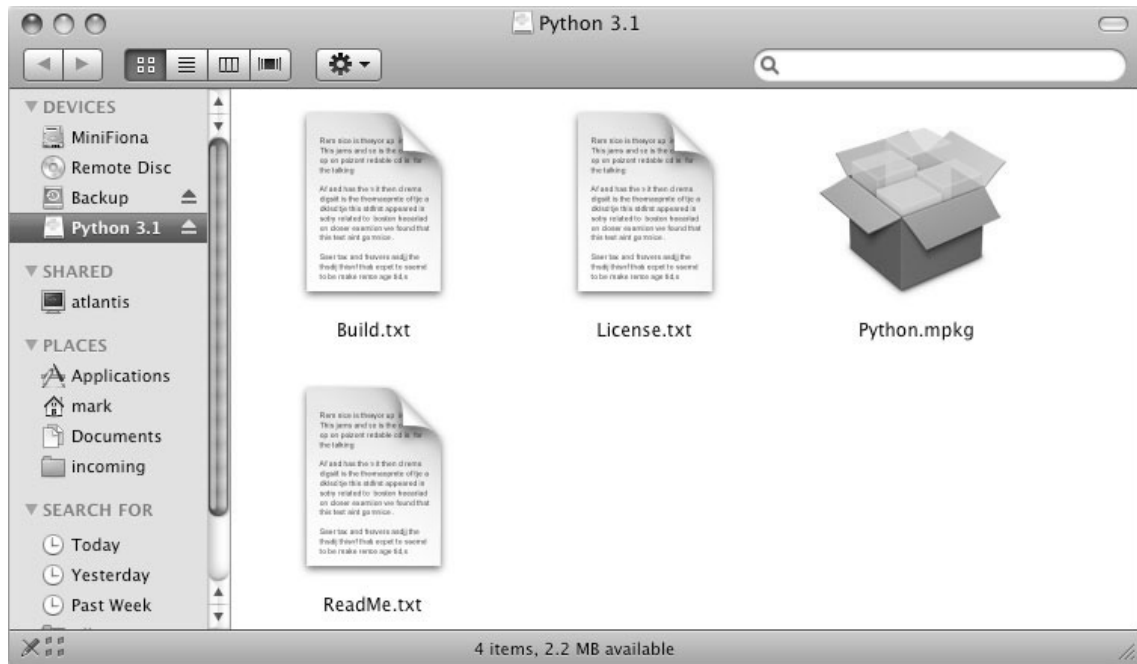 Python 3.1
DEVICES
MiniFiona
Remote Disc
Backup
Python 3.1
SHARED
atlantis
PLACES
Applications
mark
Documents
incoming
SEARCH FOR
Today
Yesterday
Past Week
Build.txt
License.txt
Python.mpkg
ReadMe.txt
4 items, 2.2 MB available